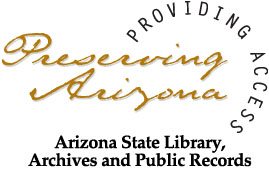 PROVIDING ACCESS
Preserving
Arizona
Arizona State Library,
Archives and Public Records